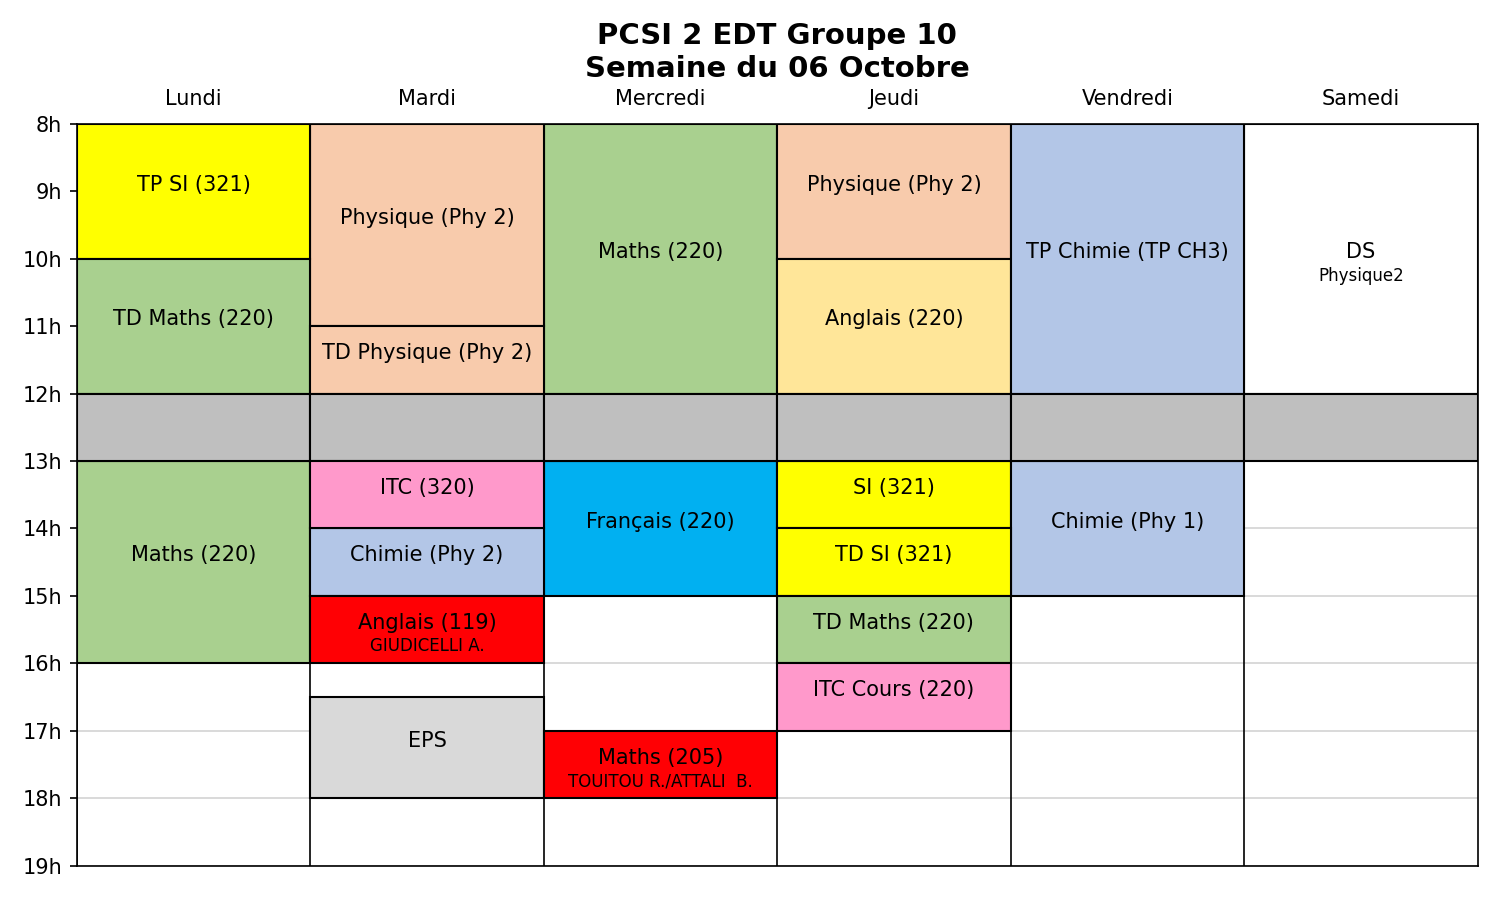 PCSI 2 EDT Groupe 10
Semaine du 06 Octobre
Lundi Mardi Mercredi Jeudi Vendredi Samedi
8h
TP SI (321) Physique (Phy 2)
9h
Physique (Phy 2)
Maths (220) TP Chimie (TP CH3) DS
10h
Physique2
TD Maths (220) Anglais (220)
11h
TD Physique (Phy 2)
12h
13h
ITC (320) SI (321)
Français (220) Chimie (Phy 1)
14h
Maths (220) Chimie (Phy 2) TD SI (321)
15h
Anglais (119) TD Maths (220)
GIUDICELLI A.
16h
ITC Cours (220)
17h
EPS
Maths (205)
TOUITOU R./ATTALI  B.
18h
19h